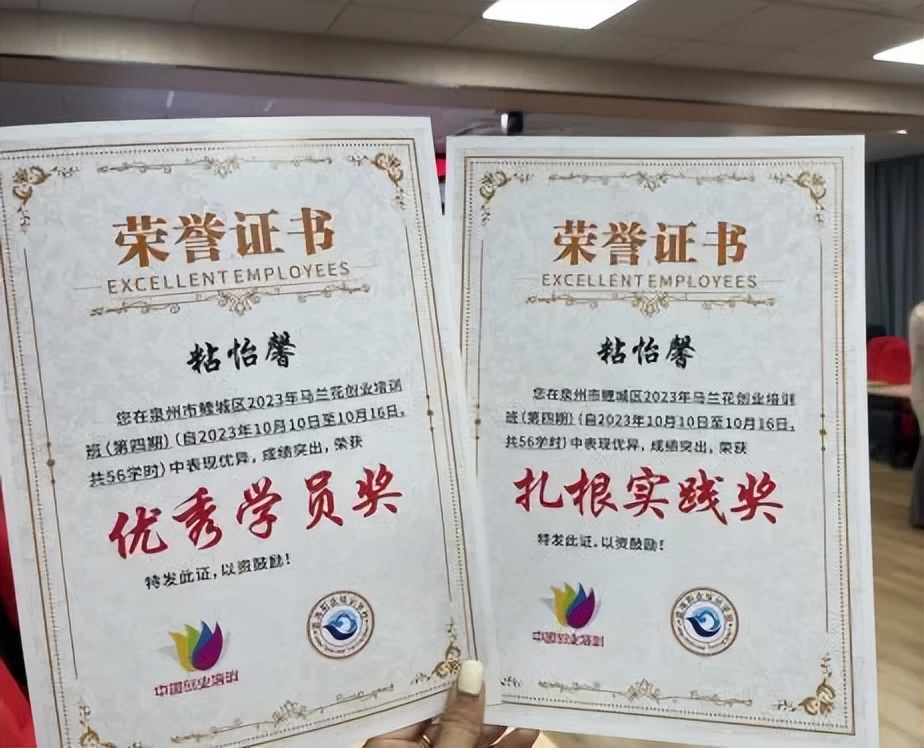 荣誉证书
EXCELLENT EMPLOYEES
粘怡馨
您在泉州市鲤城区2023年马兰花创业培训
班(第四期)(自2023年10月10日至10月16日,
共56学时)中表现优异,成绩突出,荣获
优秀学员奖
特发此证,以资鼓励!
中国创业培训
荣誉证书
EXCELLENT EMPLOYEES
粘怡馨
您在泉州市鲤城区2023年马兰花创业培训
班(第四期)(自2023年10月10日至10月16日,
共56学时)中表现优异,成绩突出,荣获
扎根实践奖
特发此证,以资鼓励!
中国创业培训